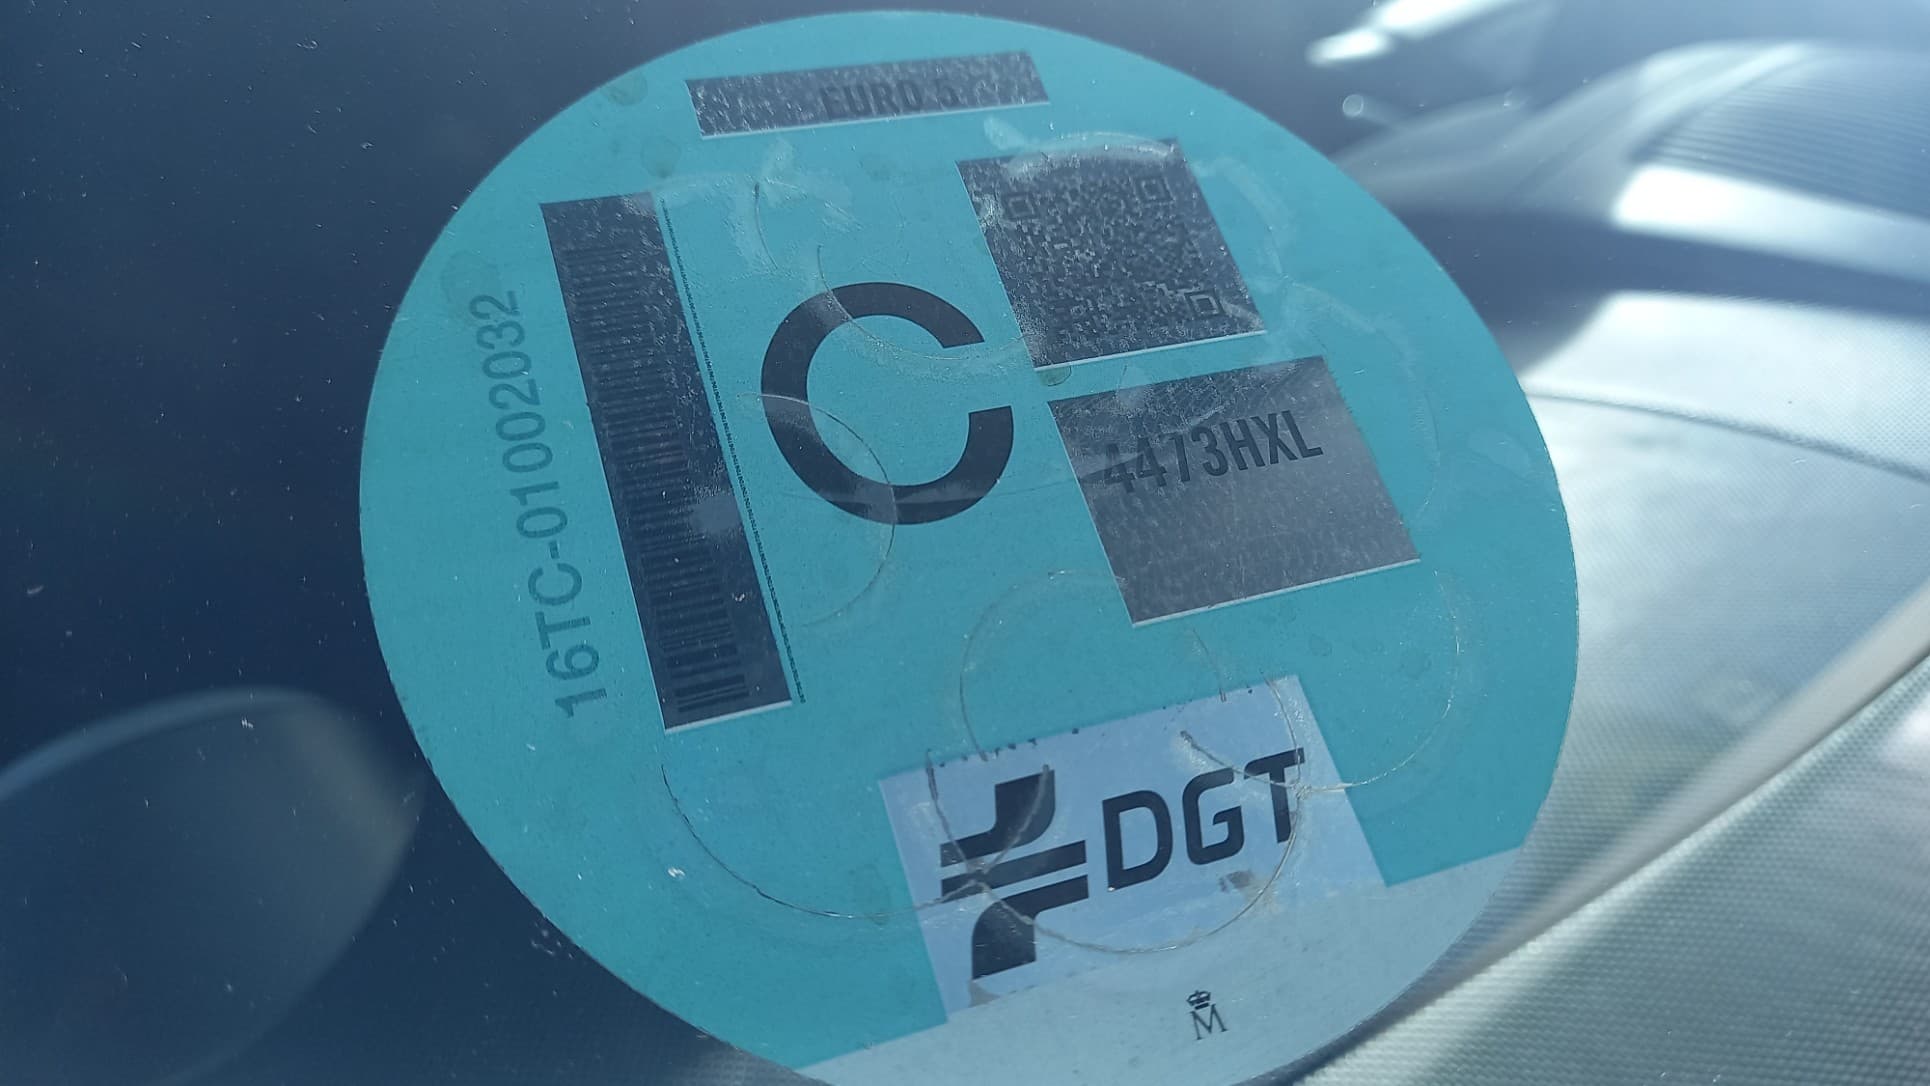 EURO 5
16TC-01002032
C
4473HXL
DGT
M